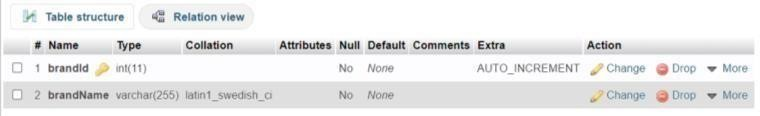 Table structure Relation view
# Name Type Collation Attributes Null Default Comments Extra Action
1 brandId int(11) No None AUTO_INCREMENT Change Drop More
2 brandName varchar(255) latin1_swedish_ci No None Change Drop More